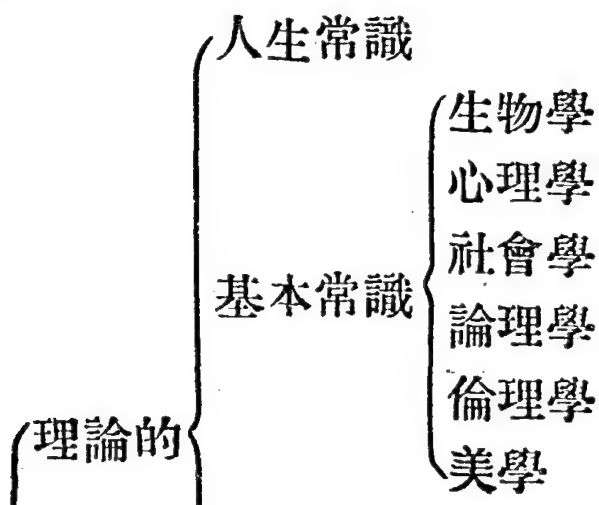 人生常識
生物學
心理學
社會學
基本常識
論理學
倫理學
理論的
美學